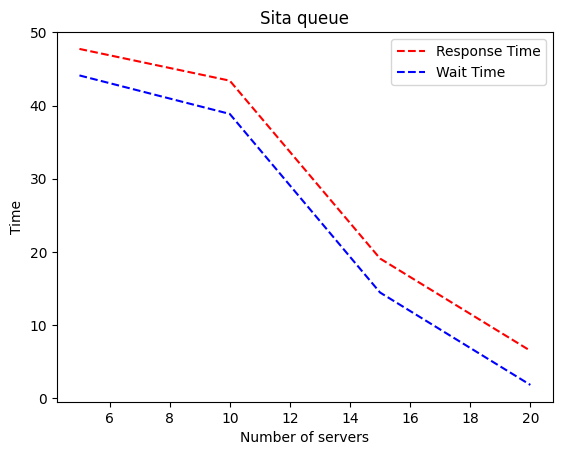 Sita queue
50
40
30
20
10
0
Time
Response Time
Wait Time
6 8 10 12 14 16 18 20
Number of servers